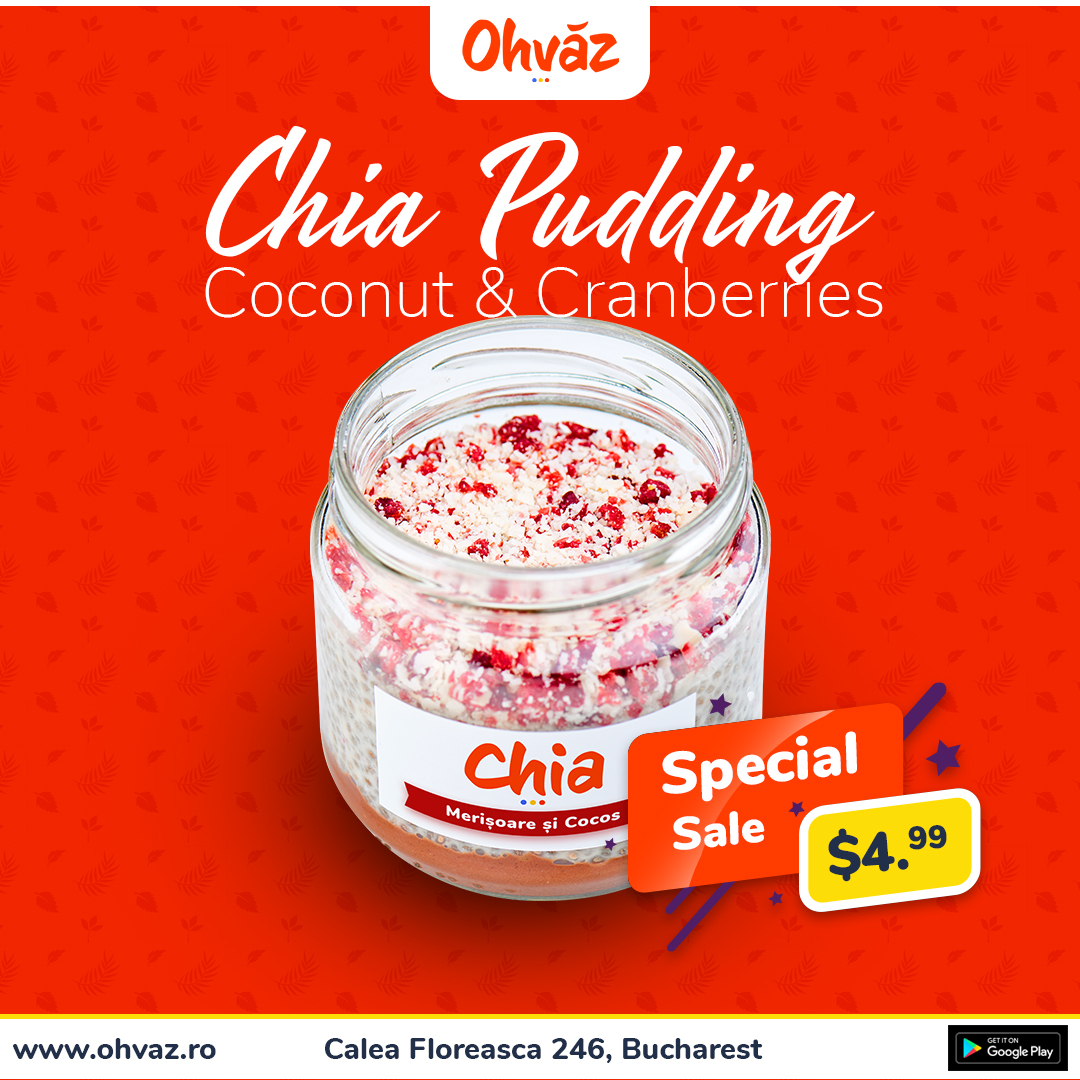 Ohvăz
Chia Pudding
Coconut & Cranberries
Chia
Merișoare și Cocos
Special
Sale
$4.99
www.ohvaz.ro
Calea Floreasca 246, Bucharest
GET IT ON
Google Play